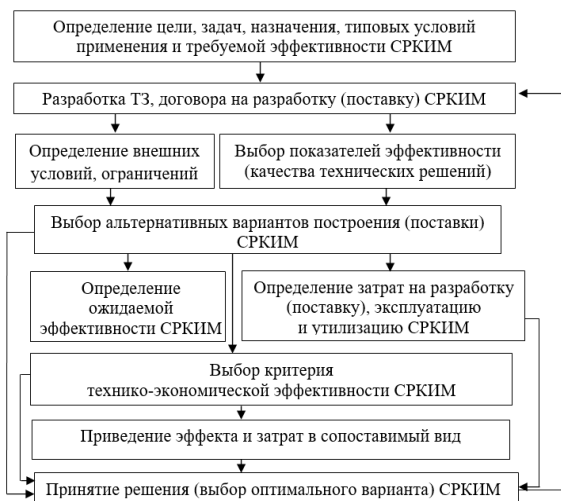 Определение цели, задач, назначения, типовых условий
применения и требуемой эффективности СРКИМ
Разработка ТЗ, договора на разработку (поставку) СРКИМ
Определение внешних
условий, ограничений
Выбор показателей эффективности
(качества технических решений)
Выбор альтернативных вариантов построения (поставки)
СРКИМ
Определение
ожидаемой
эффективности СРКИМ
Определение затрат на разработку
(поставку), эксплуатацию
и утилизацию СРКИМ
Выбор критерия
технико-экономической эффективности СРКИМ
Приведение эффекта и затрат в сопоставимый вид
Принятие решения (выбор оптимального варианта) СРКИМ